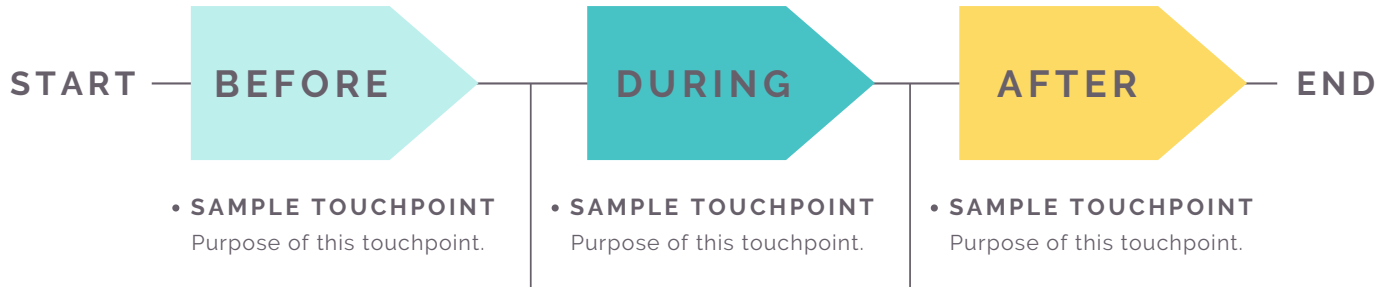 START
BEFORE
DURING
AFTER
END
• SAMPLE TOUCHPOINT
Purpose of this touchpoint.
• SAMPLE TOUCHPOINT
Purpose of this touchpoint.
• SAMPLE TOUCHPOINT
Purpose of this touchpoint.